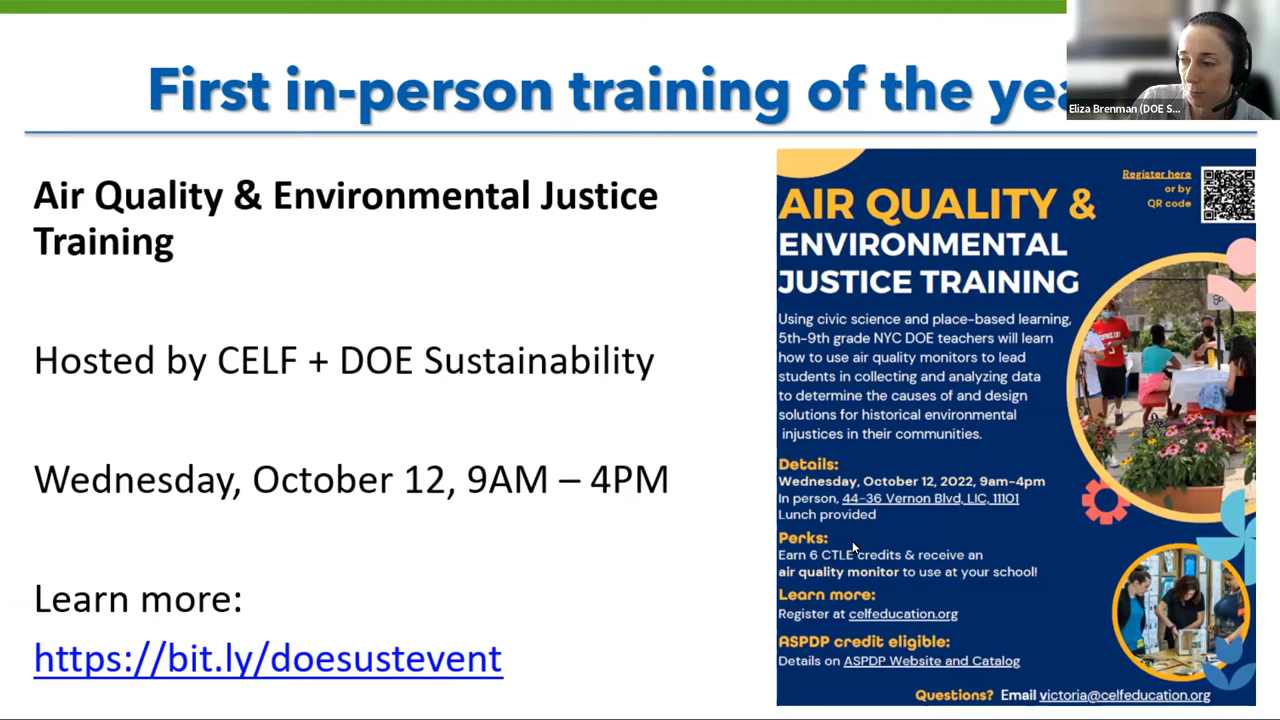 First in-person training of the yea
Eliza Brenman (DOE S...
Air Quality & Environmental Justice
Training
Hosted by CELF + DOE Sustainability
Wednesday, October 12, 9AM – 4PM
Learn more:
https://bit.ly/doesustevent
Register here
or by
QR code
AIR QUALITY &
ENVIRONMENTAL
JUSTICE TRAINING
Using civic science and place-based learning,
5th-9th grade NYC DOE teachers will learn
how to use air quality monitors to lead
students in collecting and analyzing data
to determine the causes of and design
solutions for historical environmental
injustices in their communities.
Details:
Wednesday, October 12, 2022, 9am-4pm
In person, 44-36 Vernon Blvd, LIC, 11101
Lunch provided
Perks:
Earn 6 CTLE credits & receive an
air quality monitor to use at your school!
Learn more:
Register at celfeducation.org
ASPDP credit eligible:
Details on ASPDP Website and Catalog
Questions? Email victoria@celfeducation.org